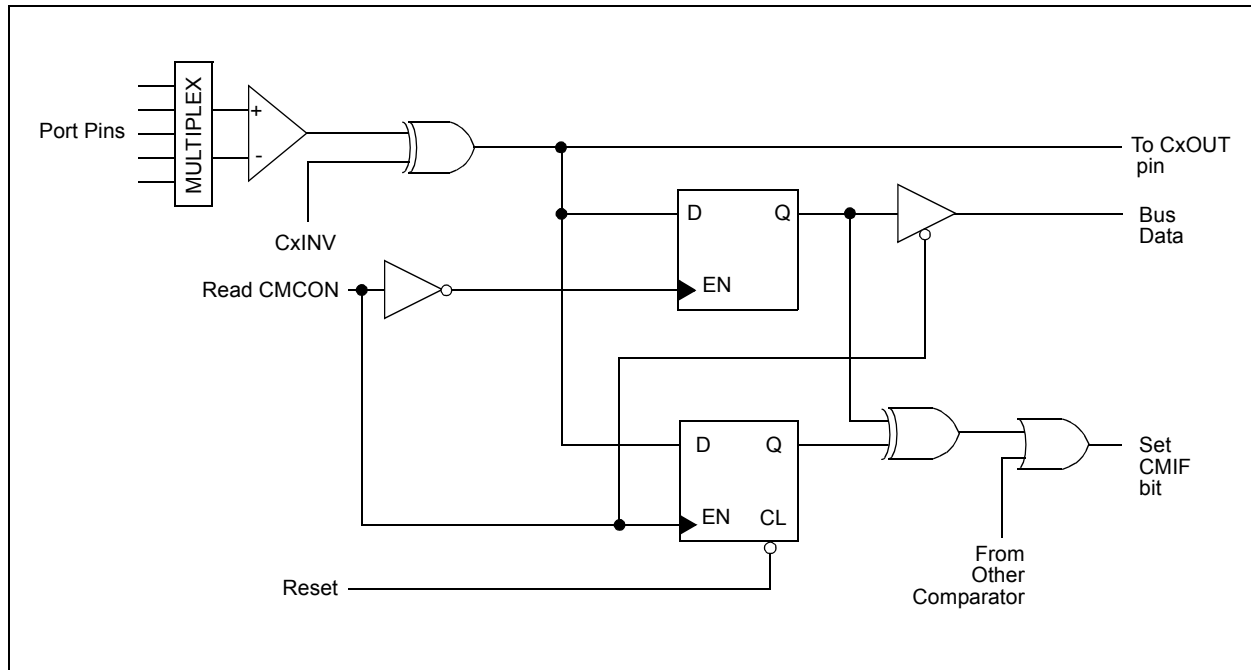 MULTIPLEX
+
-
Port Pins
CxINV
To CxOUT
pin
D
Q
EN
Bus
Data
Read CMCON
D
Q
EN
CL
Set
CMIF
bit
From
Other
Comparator
Reset